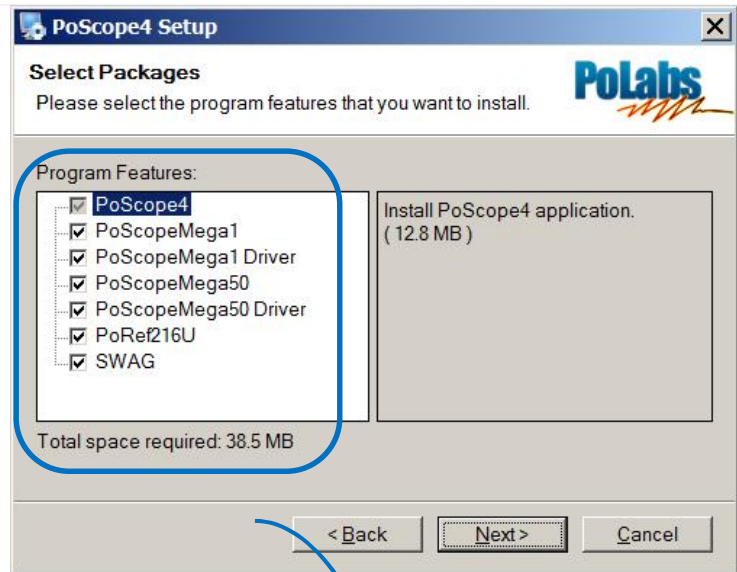 PoScope4 Setup
Select Packages
Please select the program features that you want to install.
PoLabs
Program Features:
PoScope4
PoScopeMega1
PoScopeMega1 Driver
PoScopeMega50
PoScopeMega50 Driver
PoRef216U
SWAG
Install PoScope4 application.
( 12.8 MB )
Total space required: 38.5 MB
< Back
Next >
Cancel